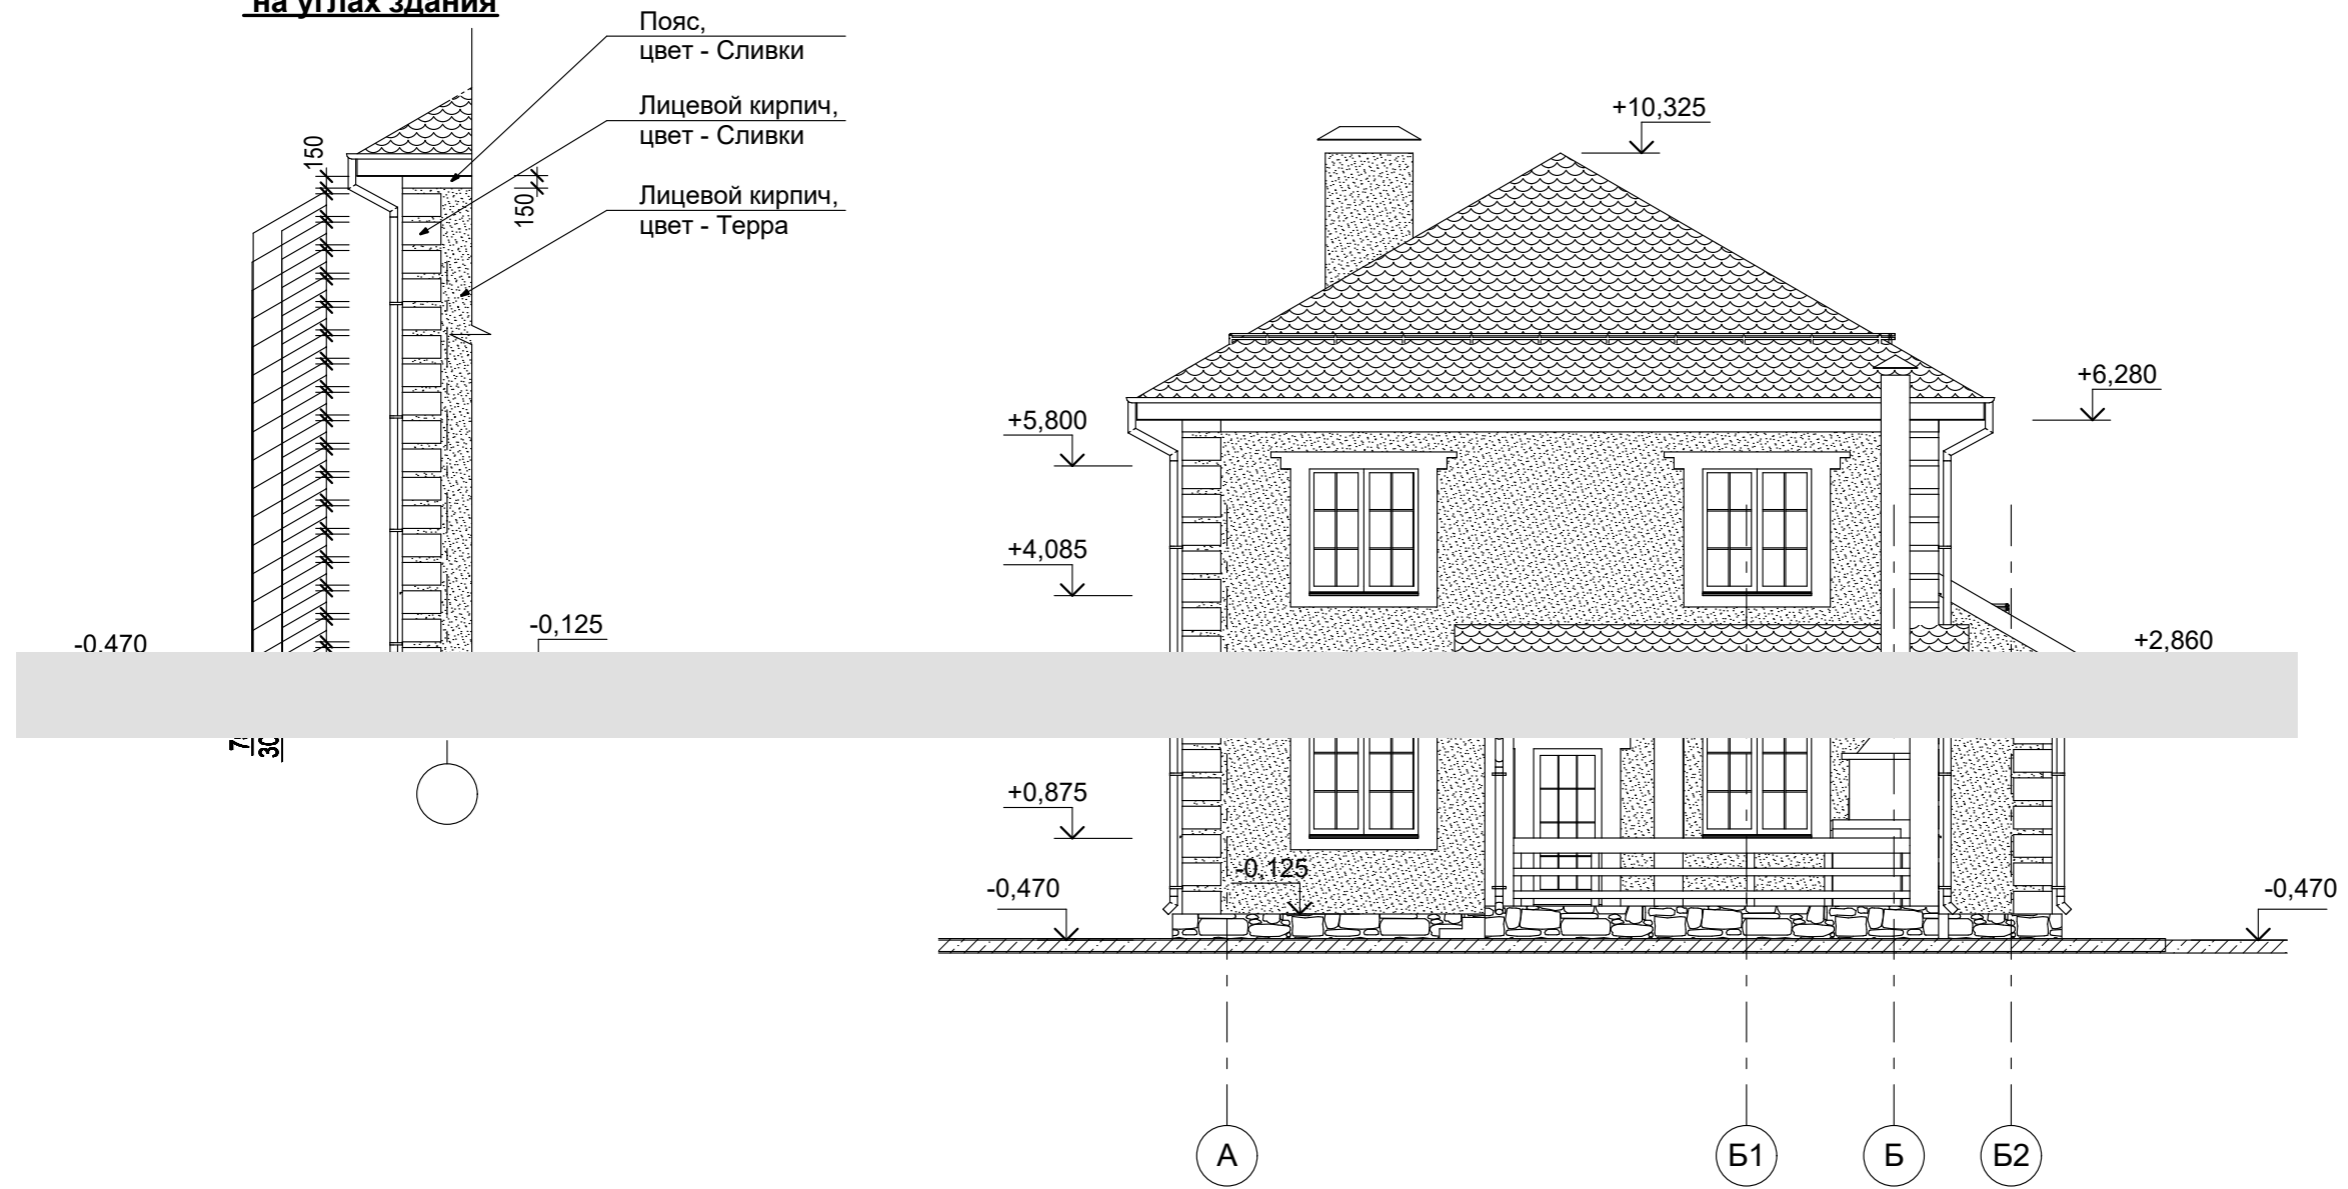 на углах здания
Пояс,
цвет - Сливки
Лицевой кирпич,
цвет - Сливки
Лицевой кирпич,
цвет - Терра
150
150
-0,470
-0,125
+10,325
+6,280
+5,800
+4,085
+2,860
+0,875
-0,125
-0,470
-0,470
А
Б1
Б
Б2